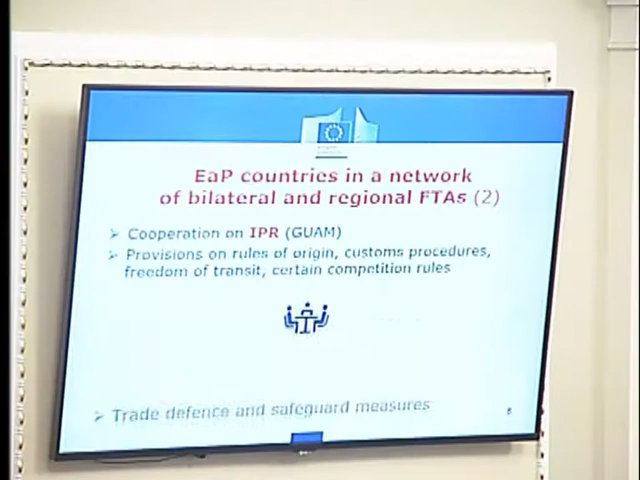 EaP countries in a network
of bilateral and regional FTAs (2)
➢ Cooperation on IPR (GUAM)
➢ Provisions on rules of origin, customs procedures,
freedom of transit, certain competition rules
➢ Trade defence and safeguard measures